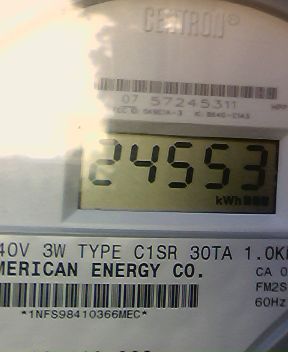 CENTRON®
07 57245311
24553
kWh
40V 3W TYPE C1SR 30TA 1.0K
MERICAN ENERGY CO.
CA 0
FM2S
60Hz
*1NFS98410366MEC*